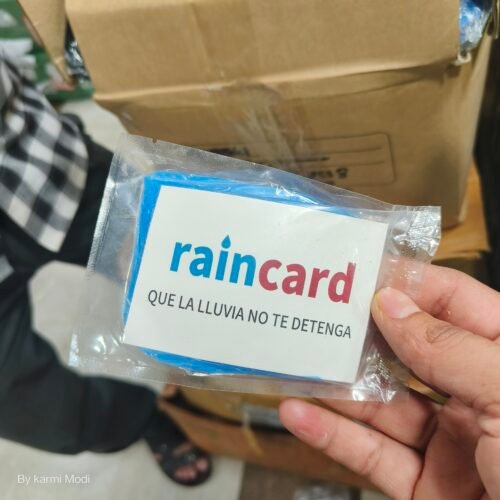 raincard
QUE LA LLUVIA NO TE DETENGA
By karmi Modi